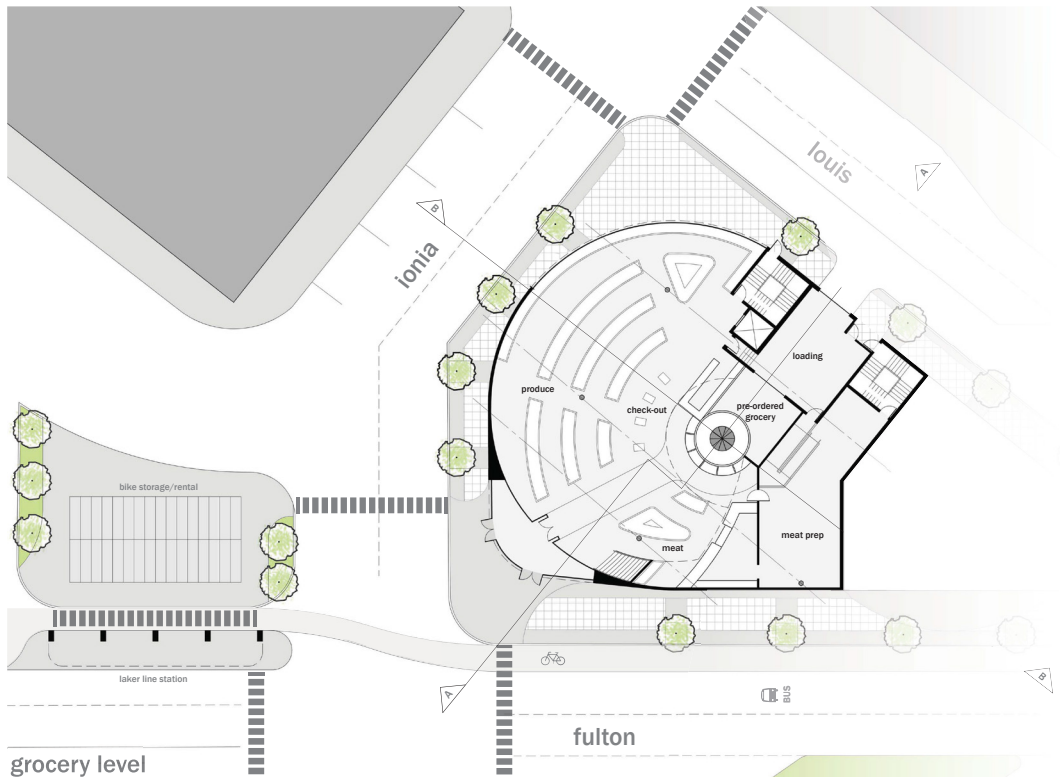 louis
A
B
ionia
loading
produce
check-out
pre-ordered
grocery
bike storage/rental
meat prep
meat
laker line station
A
B
BUS
fulton
grocery level